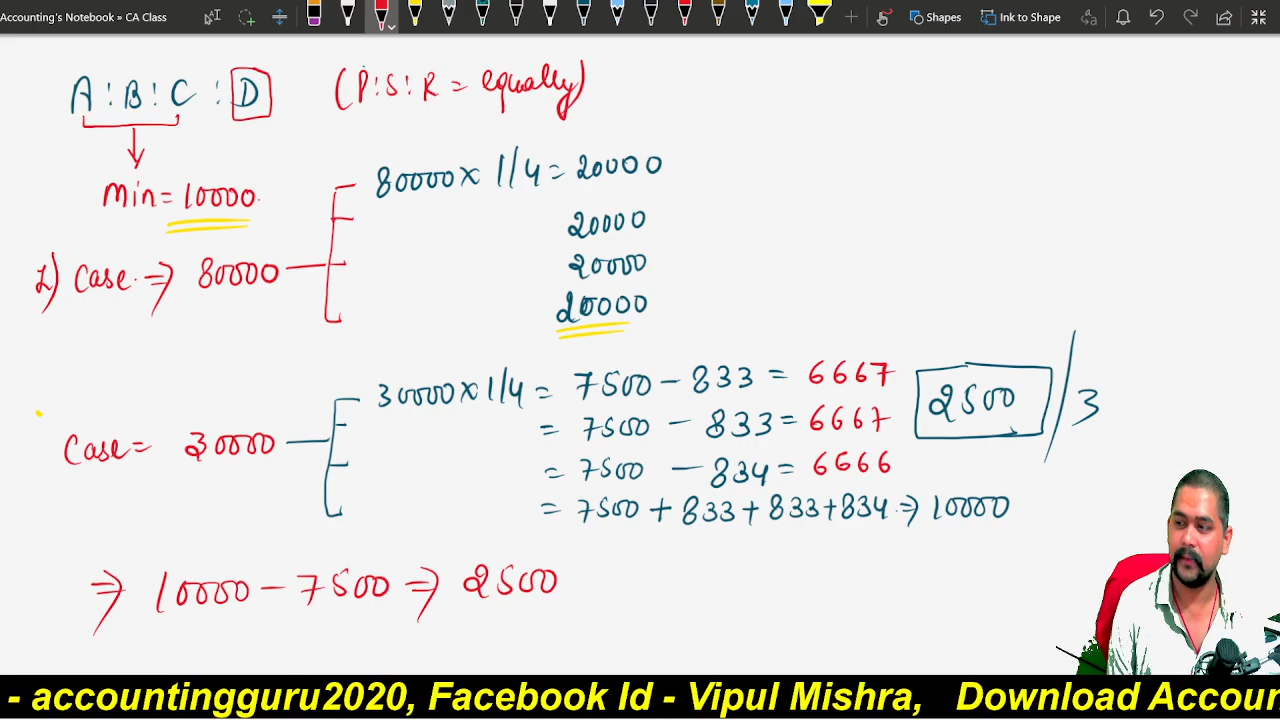 Accounting's Notebook » CA Class
Shapes
Ink to Shape
A : B : C : D
(P:S:R = equally)
Min = 10000
80000 x 1/4 = 20000
20000
20000
20000
1) Case ⇒ 80000
30000 x 1/4 = 7500 - 833 = 6667
= 7500 - 833 = 6667
= 7500 - 834 = 6666
= 7500 + 833 + 833 + 834 ⇒ 10000
2500 / 3
Case = 30000
⇒ 10000 - 7500 ⇒ 2500
- accountingguru2020, Facebook Id - Vipul Mishra, Download Accoun